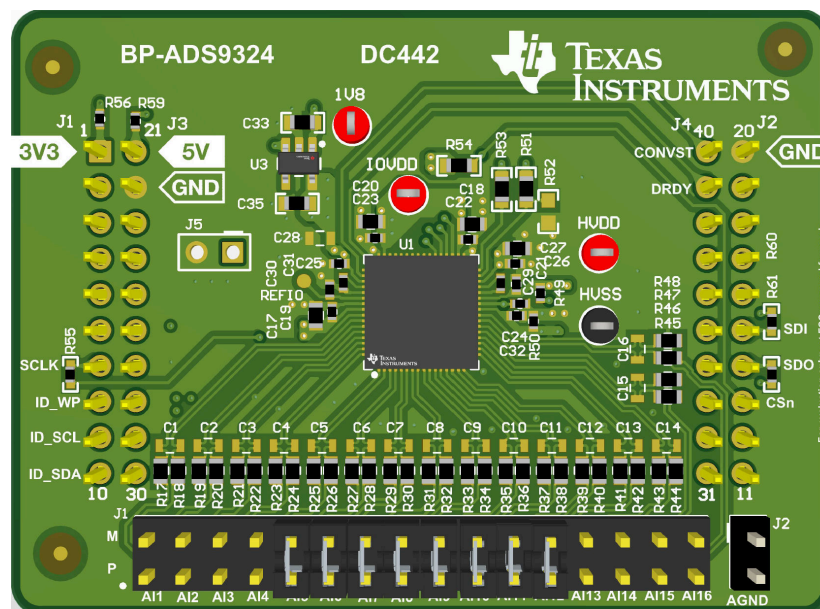 BP-ADS9324
DC442
TEXAS
INSTRUMENTS
R56
R59
1V8
C33
J1
1
21
J3
J4
40
20
J2
3V3
5V
CONVST
GND
U3
R54
R53
R51
IOVDD
GND
DRDY
C35
C20
C23
C18
C22
R52
J5
C28
U1
HVDD
C27
C26
R60
C30
C31
C25
C29
C21
REFIO
R49
HVSS
R48
R47
R46
R45
R61
C17
C19
C24
C32
R50
C16
SDI
R55
SCLK
TEXAS
INSTRUMENTS
SDO
C15
ID_WP
CSn
ID_SCL
C1
C2
C3
C4
C5
C6
C7
C8
C9
C10
C11
C12
C13
C14
ID_SDA
10
30
31
11
R17
R18
R19
R20
R21
R22
R23
R24
R25
R26
R27
R28
R29
R30
R31
R32
R33
R34
R35
R36
R37
R38
R39
R40
R41
R42
R43
R44
J1
J2
M
P
AI1
AI2
AI3
AI4
AI13
AI14
AI15
AI16
AGND